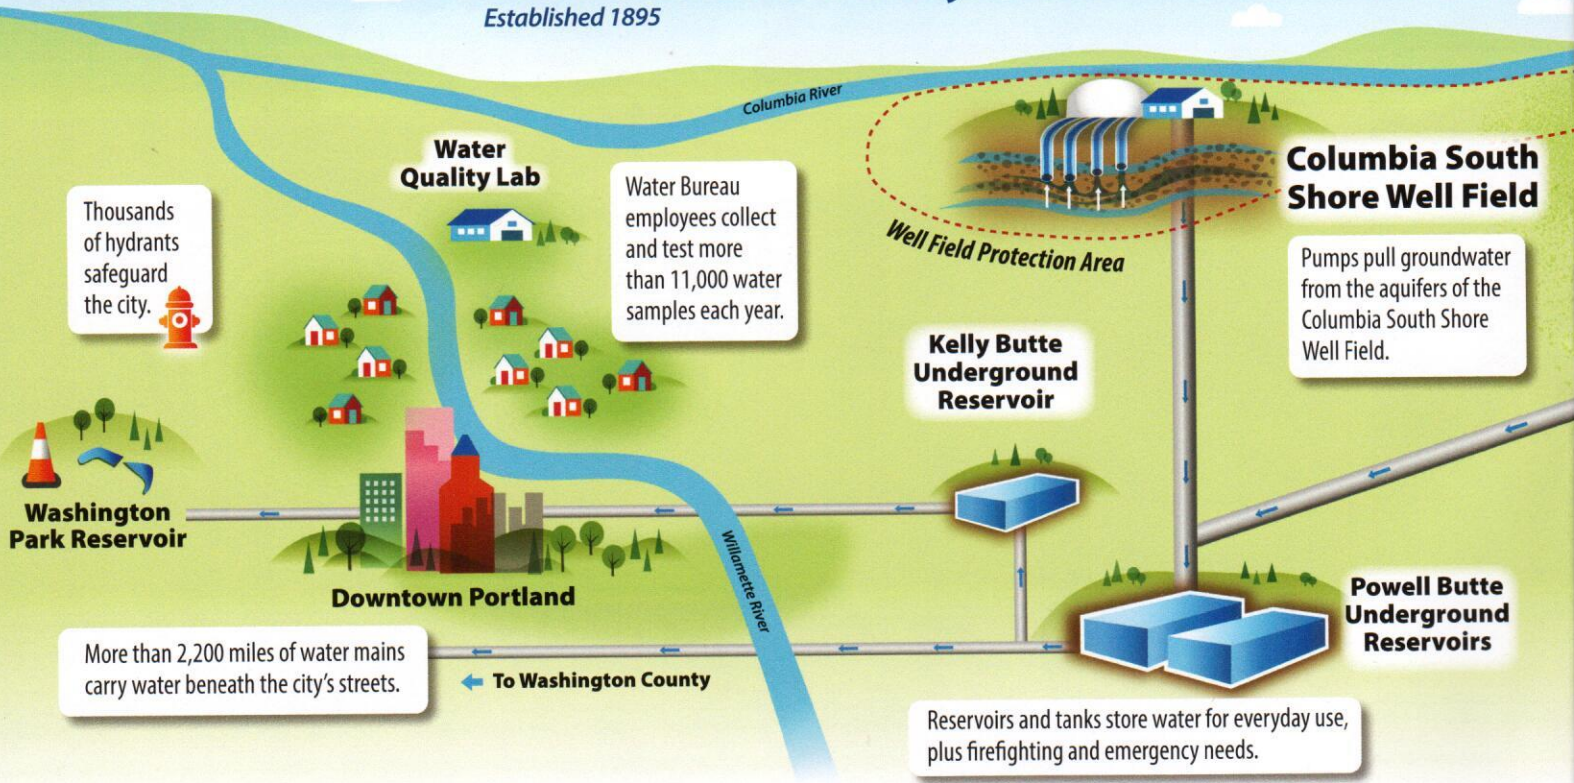 Established 1895
Columbia River
Water
Quality Lab
Thousands
of hydrants
safeguard
the city.
Water Bureau
employees collect
and test more
than 11,000 water
samples each year.
Columbia South
Shore Well Field
Well Field Protection Area
Pumps pull groundwater
from the aquifers of the
Columbia South Shore
Well Field.
Kelly Butte
Underground
Reservoir
Washington
Park Reservoir
Downtown Portland
Willamette River
Powell Butte
Underground
Reservoirs
More than 2,200 miles of water mains
carry water beneath the city's streets.
To Washington County
Reservoirs and tanks store water for everyday use,
plus firefighting and emergency needs.